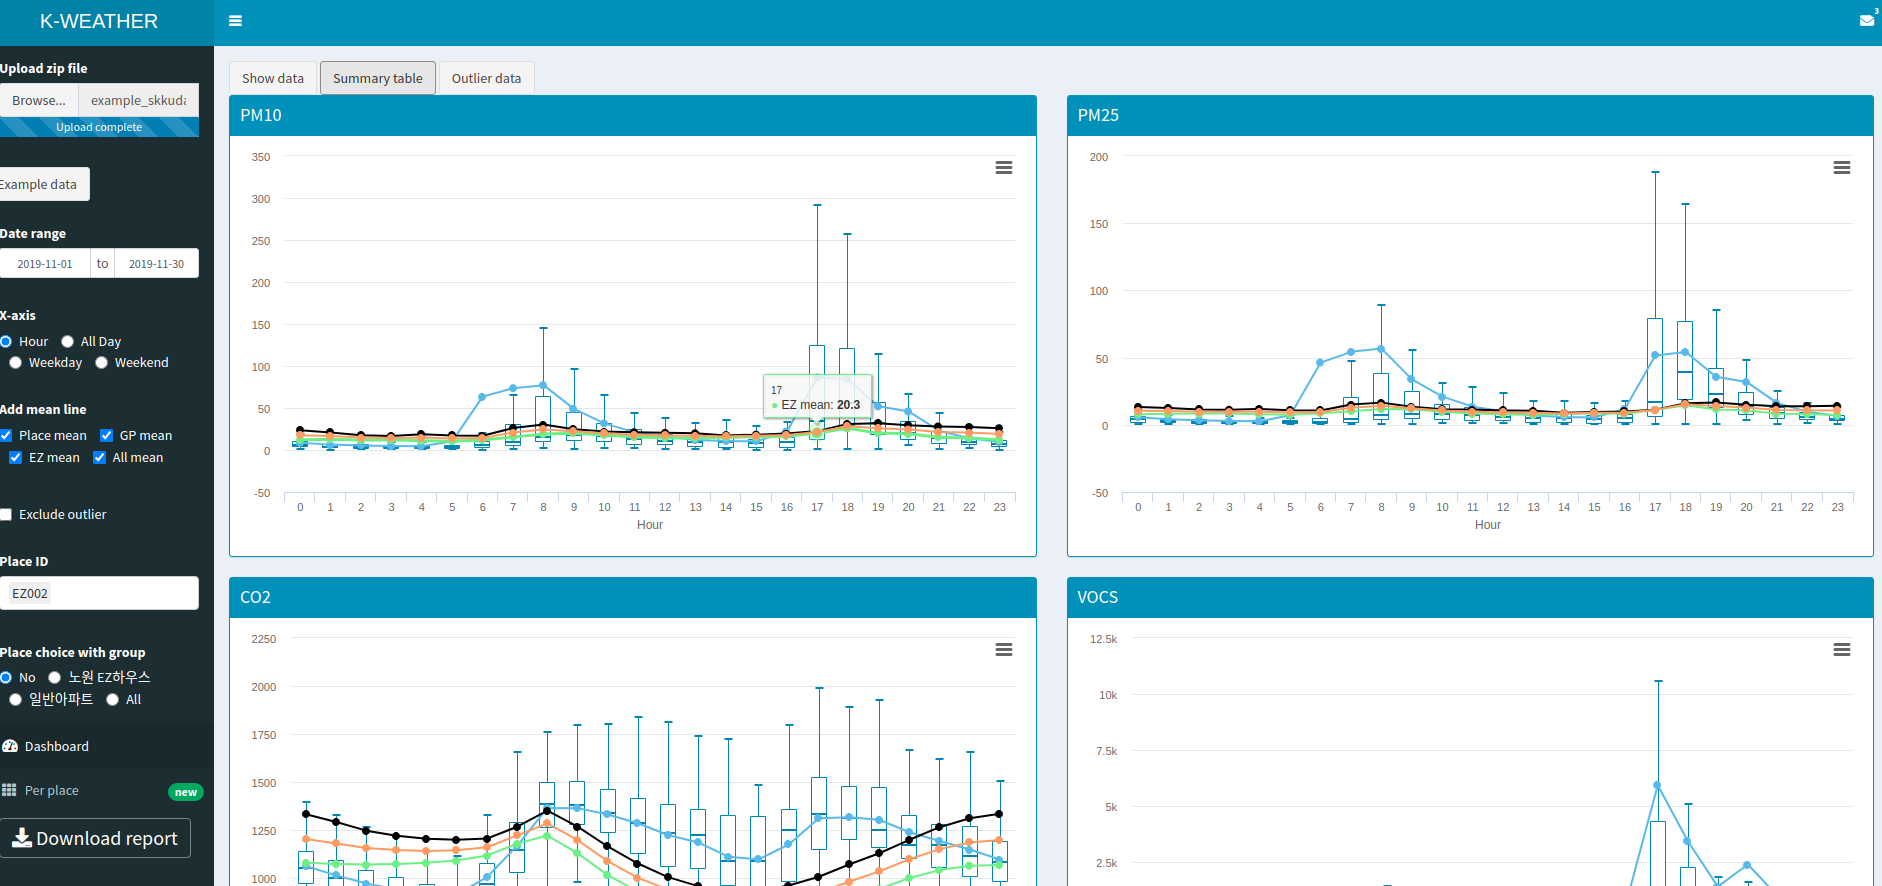 K-WEATHER
3
Upload zip file
Browse...
example_skkuda
Upload complete
Example data
Date range
2019-11-01 to 2019-11-30
X-axis
Hour All Day
Weekday Weekend
Add mean line
Place mean GP mean
EZ mean All mean
Exclude outlier
Place ID
EZ002
Place choice with group
No 노원 EZ하우스
일반아파트 All
Dashboard
Per place new
Download report
Show data Summary table Outlier data
PM10
350
300
250
200
150
100
50
0
-50
17
EZ mean: 20.3
0 1 2 3 4 5 6 7 8 9 10 11 12 13 14 15 16 17 18 19 20 21 22 23
Hour
PM25
200
150
100
50
0
-50
0 1 2 3 4 5 6 7 8 9 10 11 12 13 14 15 16 17 18 19 20 21 22 23
Hour
CO2
2250
2000
1750
1500
1250
1000
VOCS
12.5k
10k
7.5k
5k
2.5k